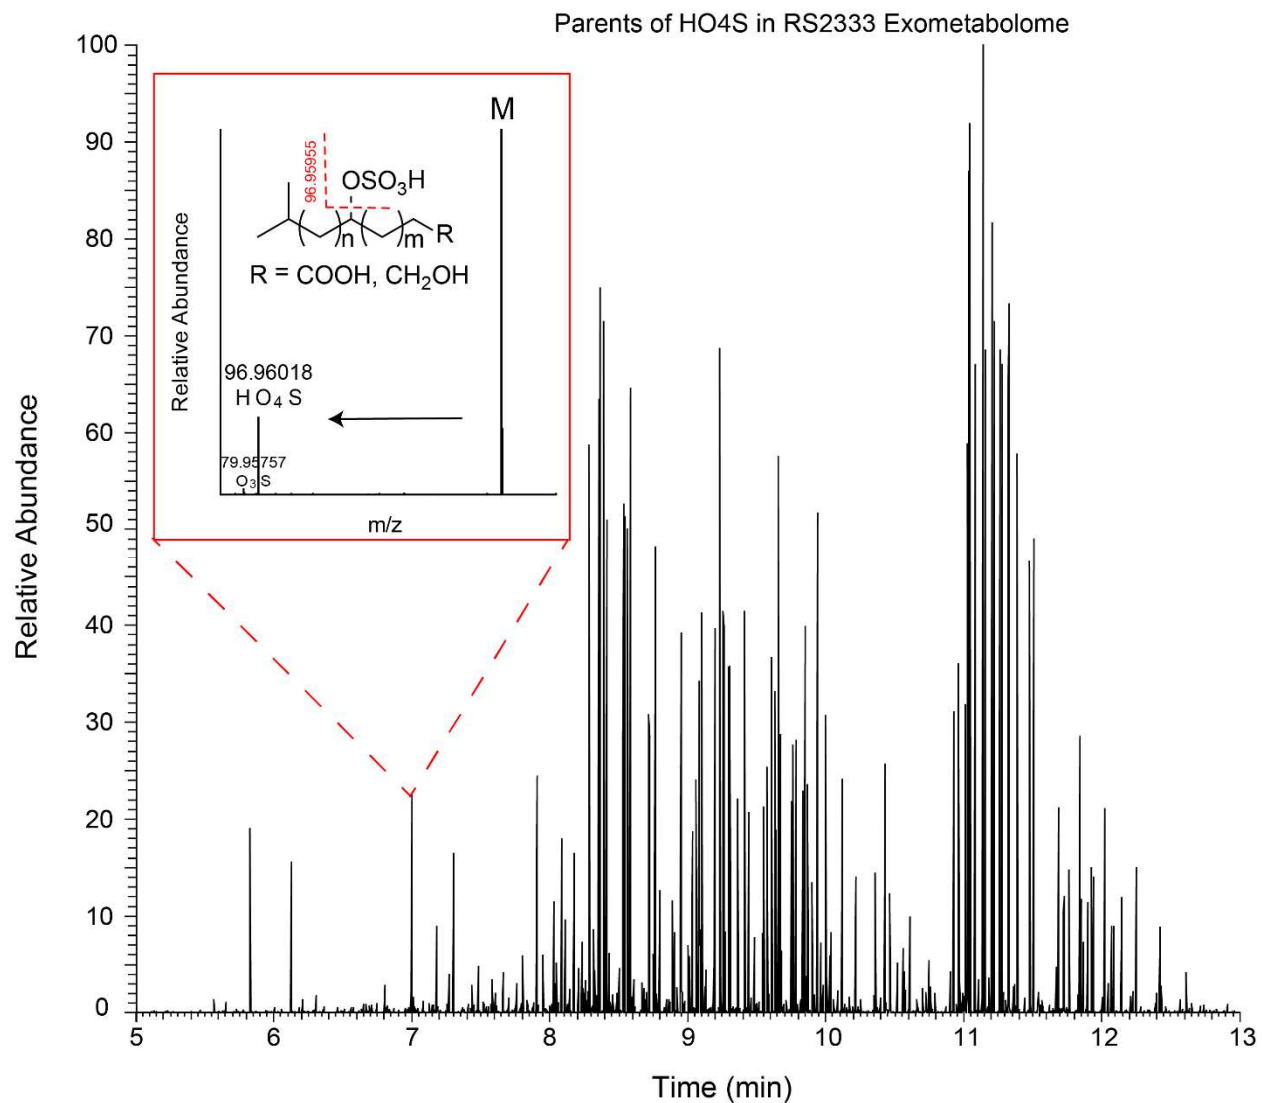 Parents of HO4S in RS2333 Exometabolome
Relative Abundance
100
90
80
70
60
50
40
30
20
10
0
5
6
7
8
9
10
11
12
13
Time (min)
Relative Abundance
M
96.95955
OSO₃H
n
m
R
R = COOH, CH₂OH
96.96018
H O₄ S
79.95757
O₃S
m/z